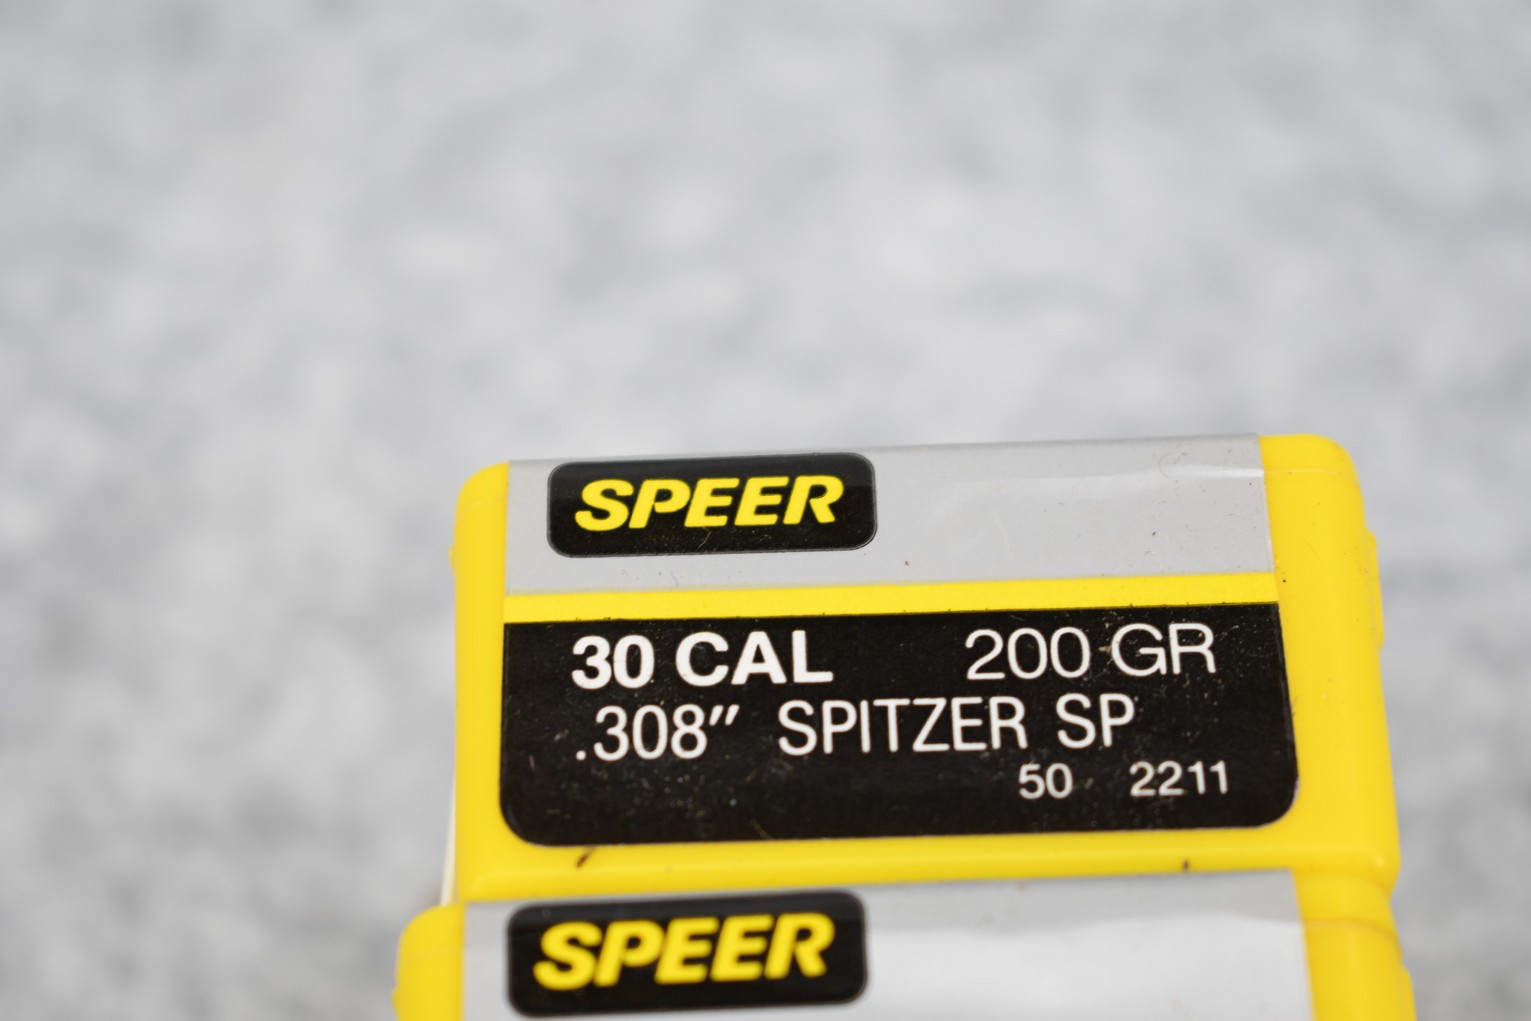 SPEER
30 CAL 200 GR
.308" SPITZER SP
50 2211
SPEER